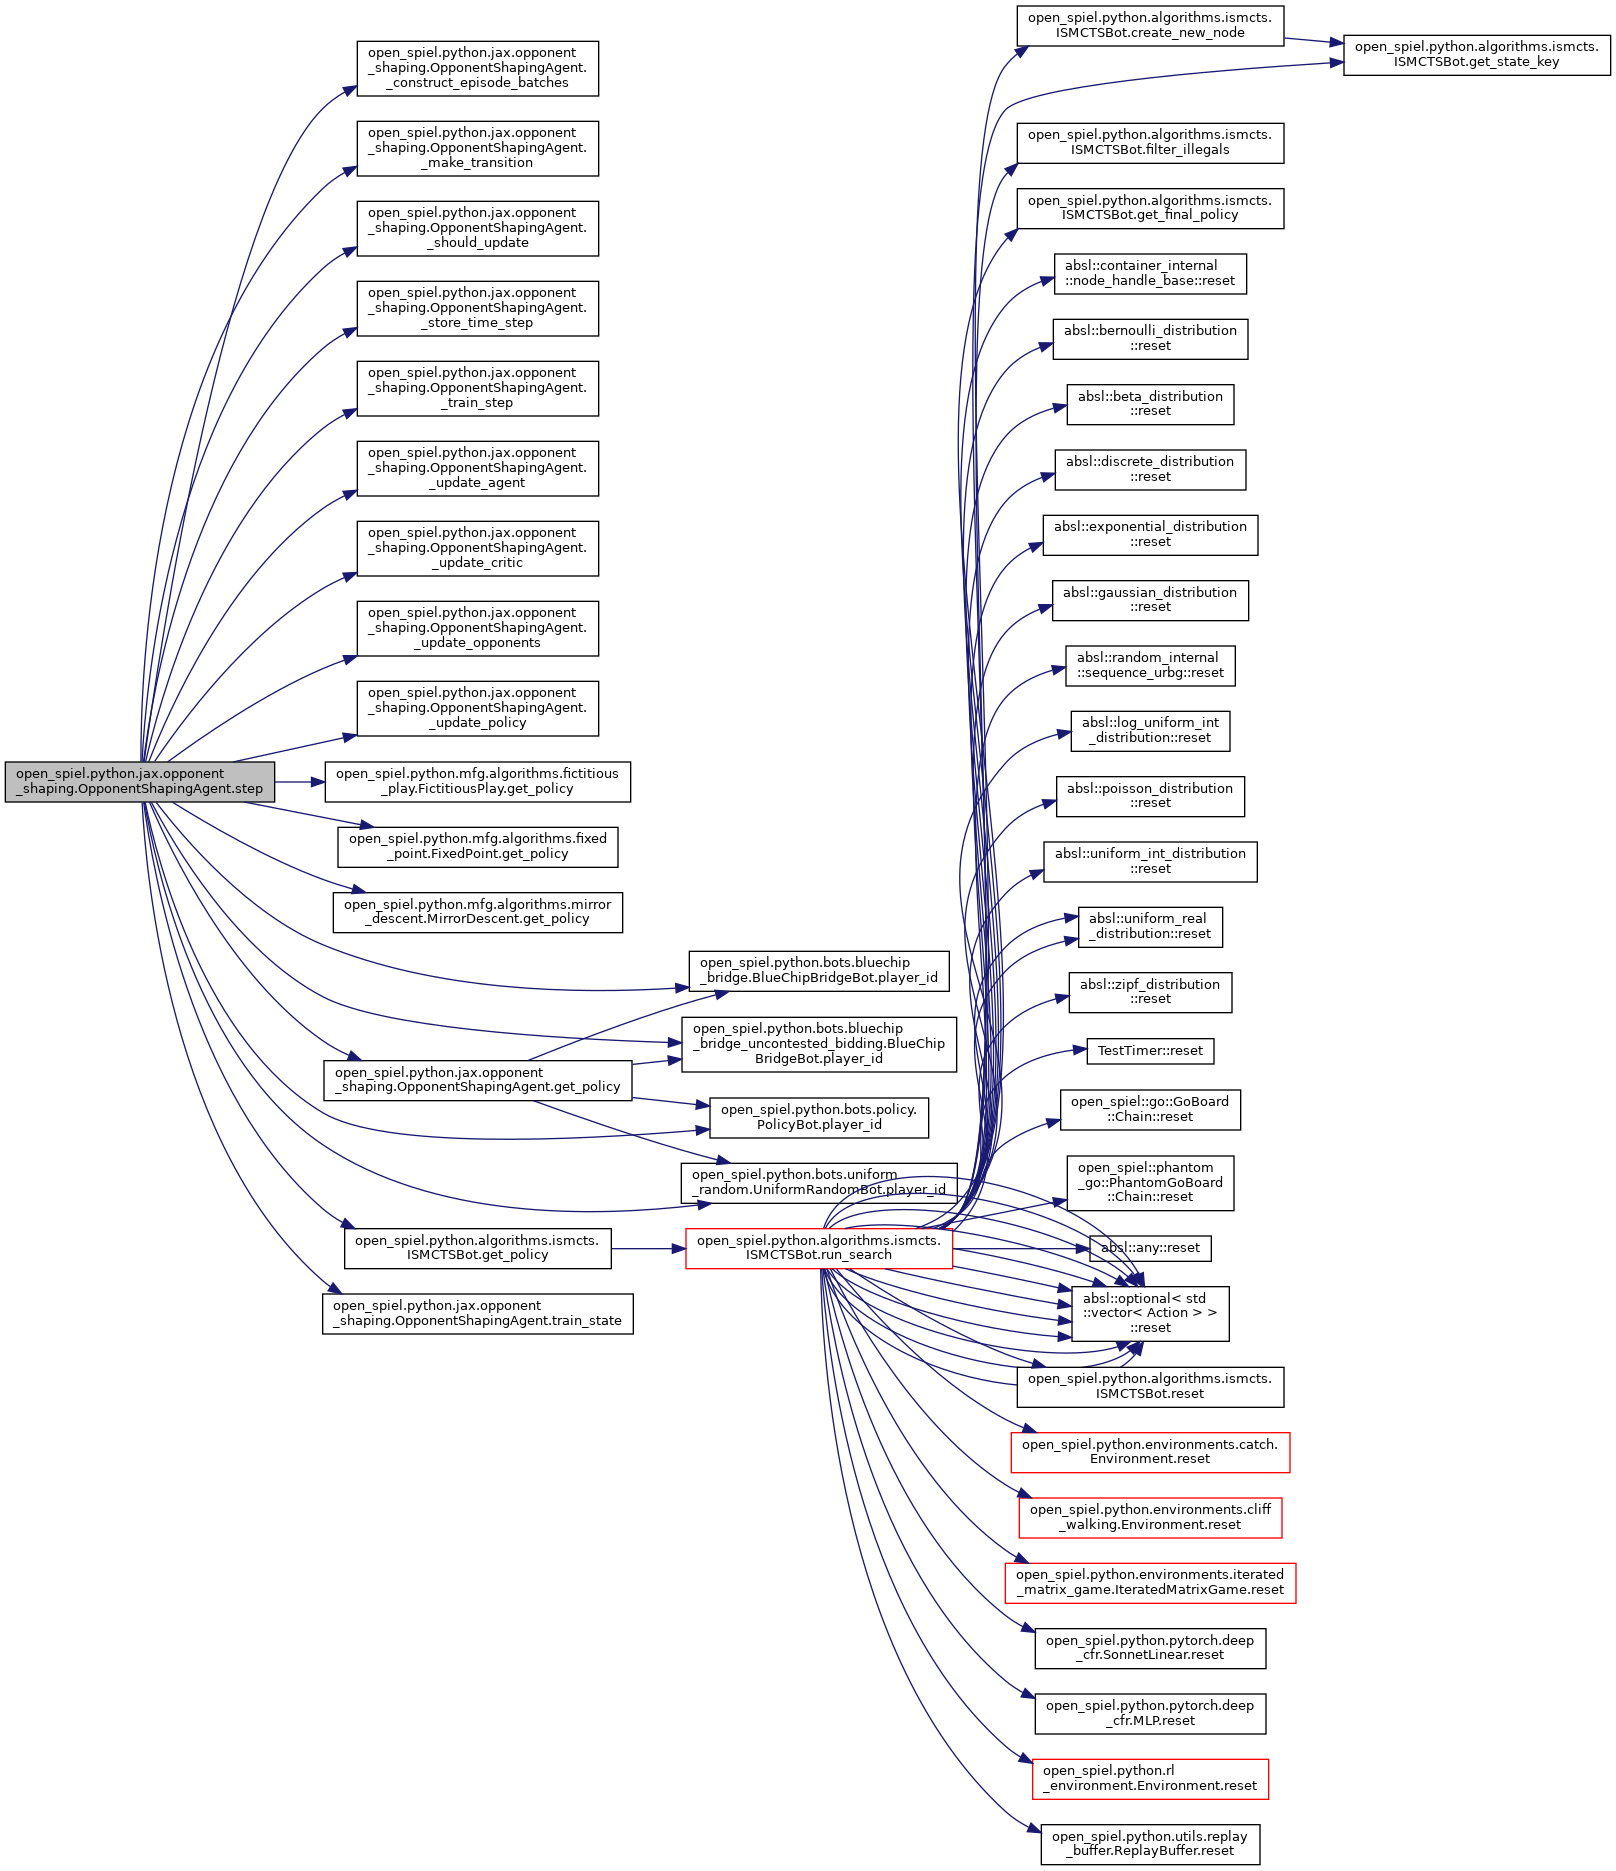 open_spiel.python.jax.opponent
_shaping.OpponentShapingAgent.step
open_spiel.python.jax.opponent
_shaping.OpponentShapingAgent.
_construct_episode_batches
open_spiel.python.jax.opponent
_shaping.OpponentShapingAgent.
_make_transition
open_spiel.python.jax.opponent
_shaping.OpponentShapingAgent.
_should_update
open_spiel.python.jax.opponent
_shaping.OpponentShapingAgent.
_store_time_step
open_spiel.python.jax.opponent
_shaping.OpponentShapingAgent.
_train_step
open_spiel.python.jax.opponent
_shaping.OpponentShapingAgent.
_update_agent
open_spiel.python.jax.opponent
_shaping.OpponentShapingAgent.
_update_critic
open_spiel.python.jax.opponent
_shaping.OpponentShapingAgent.
_update_opponents
open_spiel.python.jax.opponent
_shaping.OpponentShapingAgent.
_update_policy
open_spiel.python.mfg.algorithms.fictitious
_play.FictitiousPlay.get_policy
open_spiel.python.mfg.algorithms.fixed
_point.FixedPoint.get_policy
open_spiel.python.mfg.algorithms.mirror
_descent.MirrorDescent.get_policy
open_spiel.python.jax.opponent
_shaping.OpponentShapingAgent.get_policy
open_spiel.python.algorithms.ismcts.
ISMCTSBot.get_policy
open_spiel.python.jax.opponent
_shaping.OpponentShapingAgent.train_state
open_spiel.python.bots.bluechip
_bridge.BlueChipBridgeBot.player_id
open_spiel.python.bots.bluechip
_bridge_uncontested_bidding.BlueChip
BridgeBot.player_id
open_spiel.python.bots.policy.
PolicyBot.player_id
open_spiel.python.bots.uniform
_random.UniformRandomBot.player_id
open_spiel.python.algorithms.ismcts.
ISMCTSBot.run_search
open_spiel.python.algorithms.ismcts.
ISMCTSBot.create_new_node
open_spiel.python.algorithms.ismcts.
ISMCTSBot.get_state_key
open_spiel.python.algorithms.ismcts.
ISMCTSBot.filter_illegals
open_spiel.python.algorithms.ismcts.
ISMCTSBot.get_final_policy
absl::container_internal
::node_handle_base::reset
absl::bernoulli_distribution
::reset
absl::beta_distribution
::reset
absl::discrete_distribution
::reset
absl::exponential_distribution
::reset
absl::gaussian_distribution
::reset
absl::random_internal
::sequence_urbg::reset
absl::log_uniform_int
_distribution::reset
absl::poisson_distribution
::reset
absl::uniform_int_distribution
::reset
absl::uniform_real
_distribution::reset
absl::zipf_distribution
::reset
TestTimer::reset
open_spiel::go::GoBoard
::Chain::reset
open_spiel::phantom
_go::PhantomGoBoard
::Chain::reset
absl::any::reset
absl::optional< std
::vector< Action > >
::reset
open_spiel.python.algorithms.ismcts.
ISMCTSBot.reset
open_spiel.python.environments.catch.
Environment.reset
open_spiel.python.environments.cliff
_walking.Environment.reset
open_spiel.python.environments.iterated
_matrix_game.IteratedMatrixGame.reset
open_spiel.python.pytorch.deep
_cfr.SonnetLinear.reset
open_spiel.python.pytorch.deep
_cfr.MLP.reset
open_spiel.python.rl
_environment.Environment.reset
open_spiel.python.utils.replay
_buffer.ReplayBuffer.reset